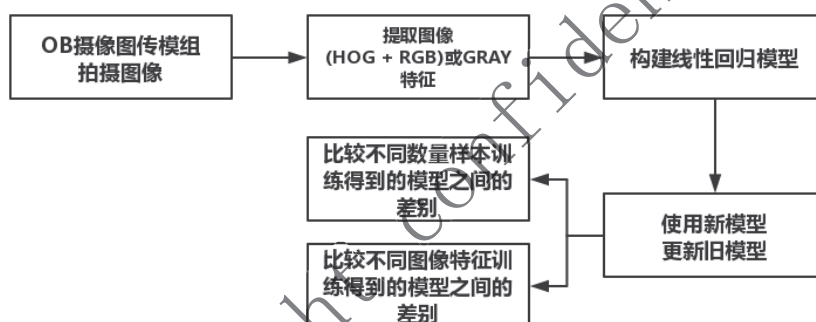 OB摄像图传模组
拍摄图像
提取图像
(HOG + RGB)或GRAY
特征
构建线性回归模型
比较不同数量样本训
练得到的模型之间的
差别
使用新模型
更新旧模型
比较不同图像特征训
练得到的模型之间的
差别